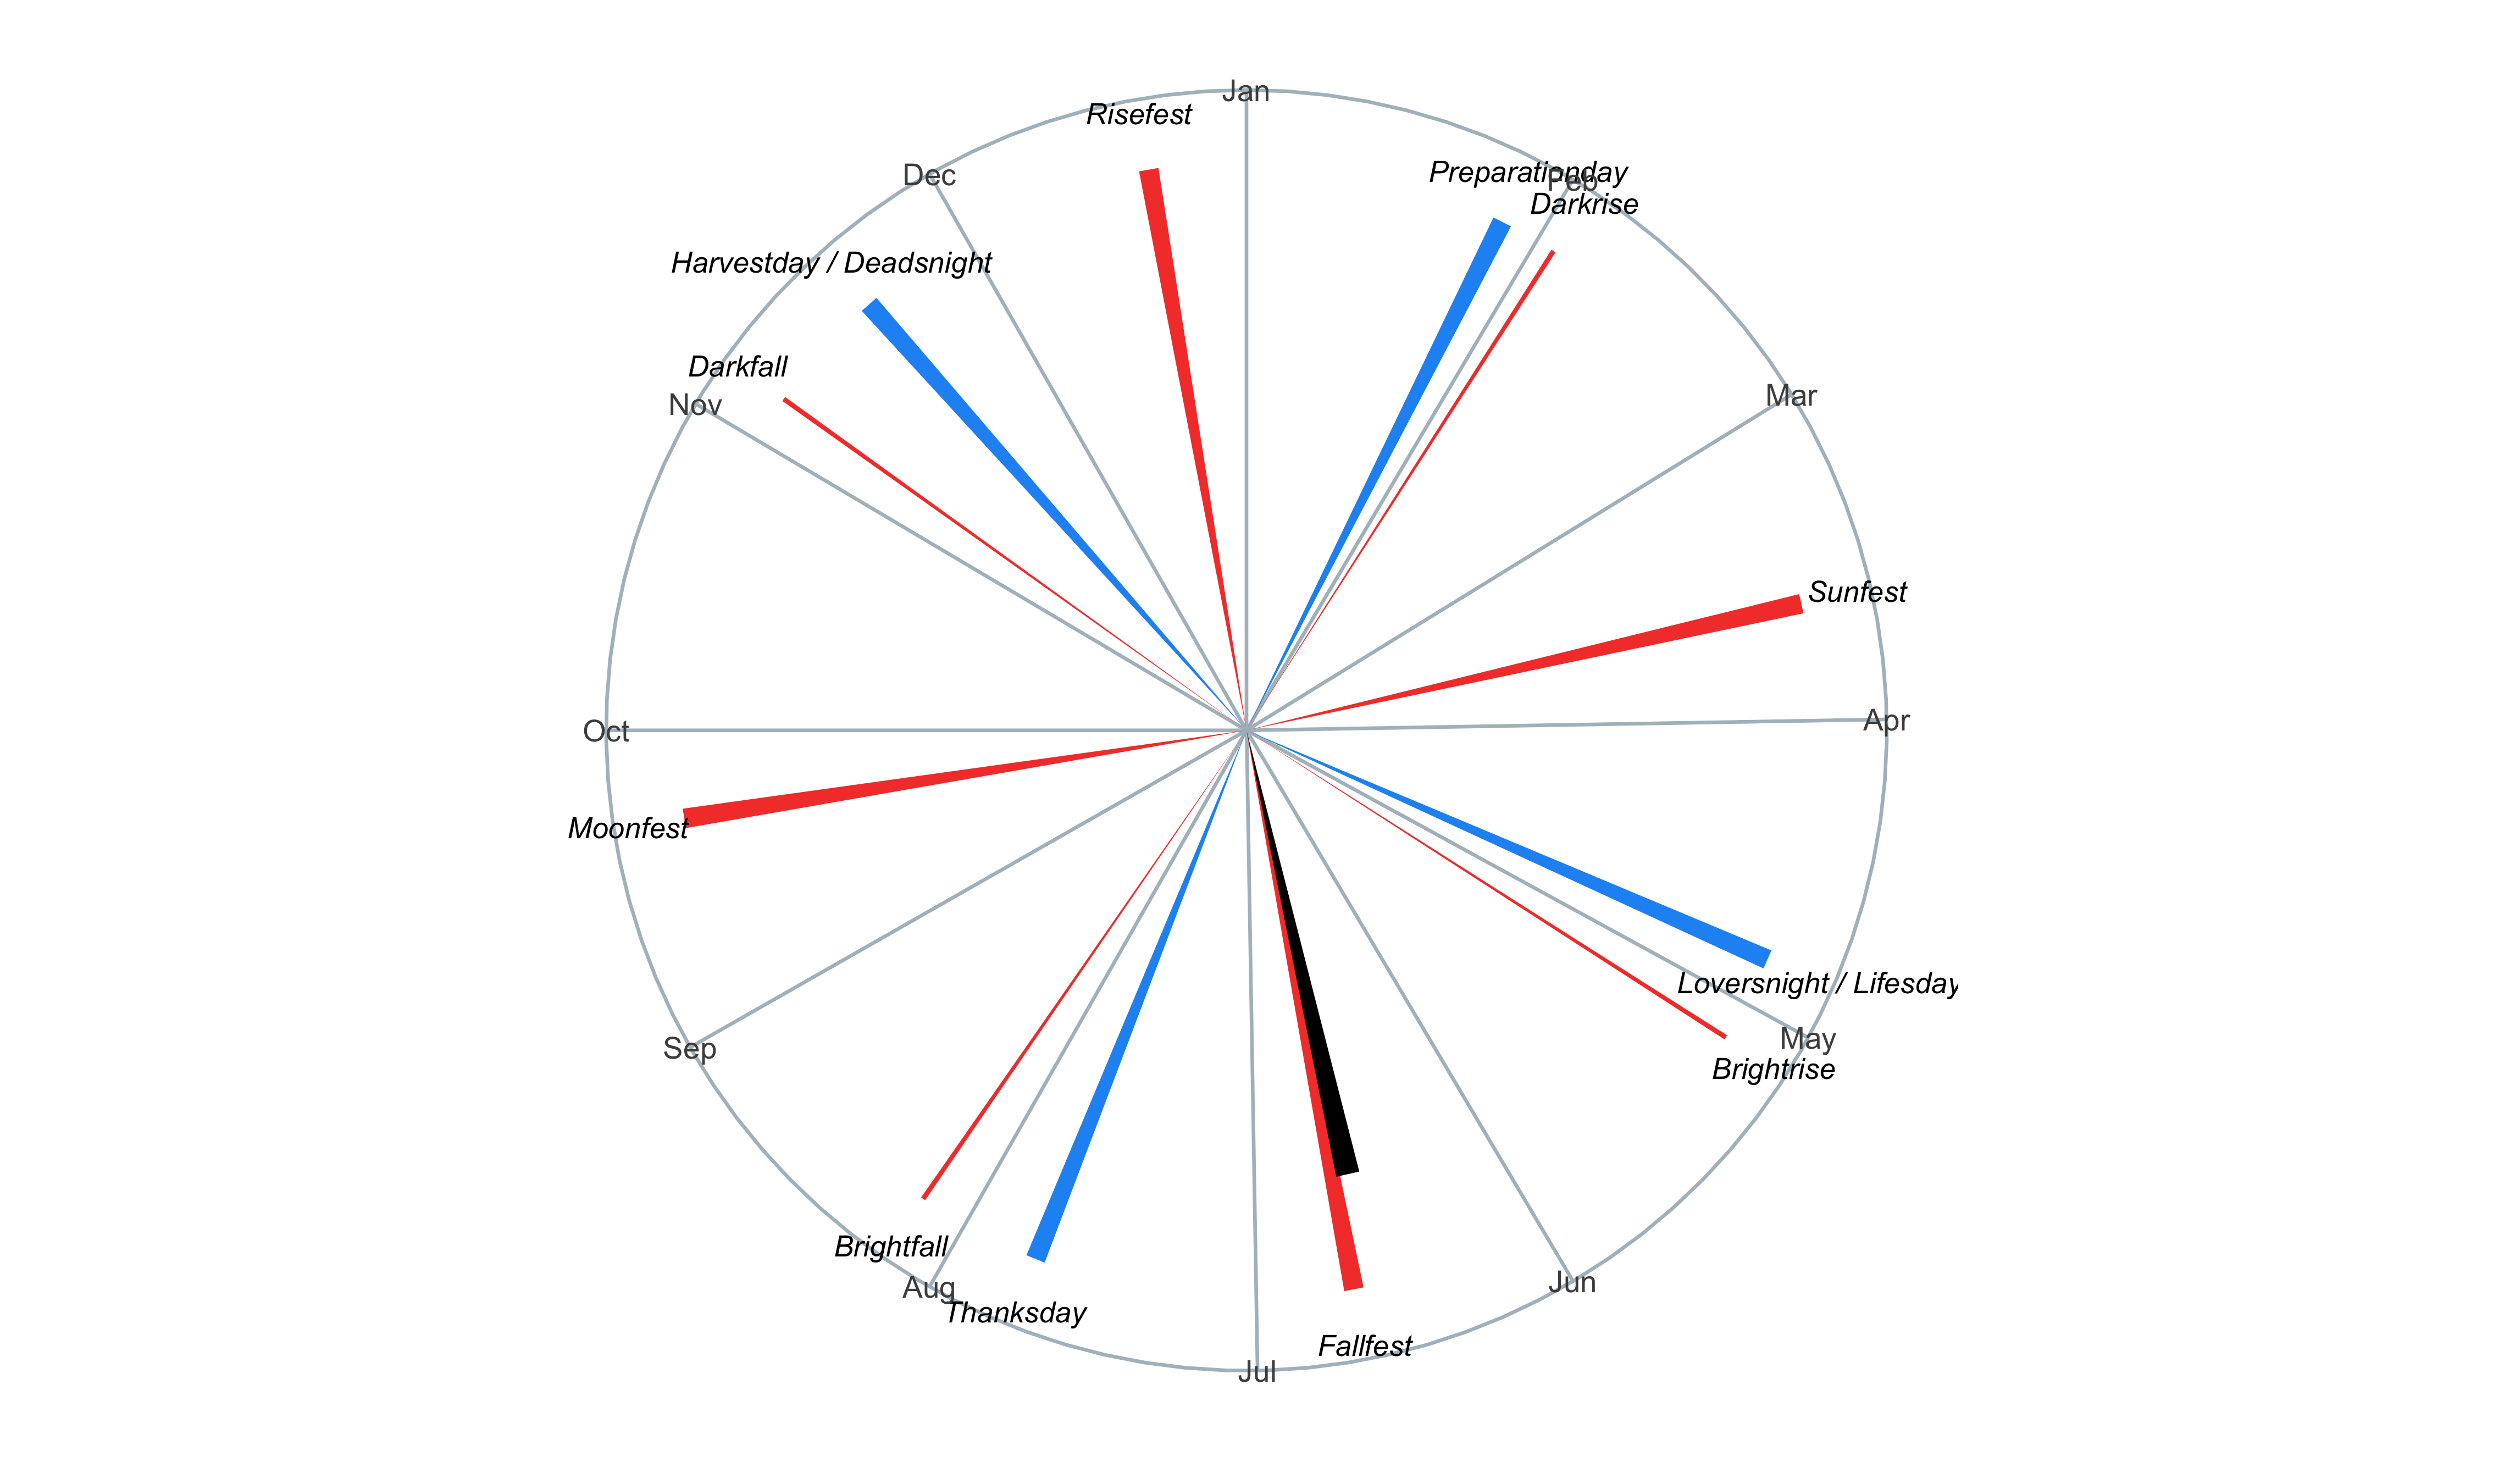 Jan
Risefest
Preparationday
Feb
Dec
Darkrise
Harvestday / Deadsnight
Darkfall
Mar
Nov
Sunfest
Apr
Oct
Moonfest
Loversnight / Lifesday
May
Sep
Brightrise
Brightfall
Jun
Aug
Thanksday
Fallfest
Jul